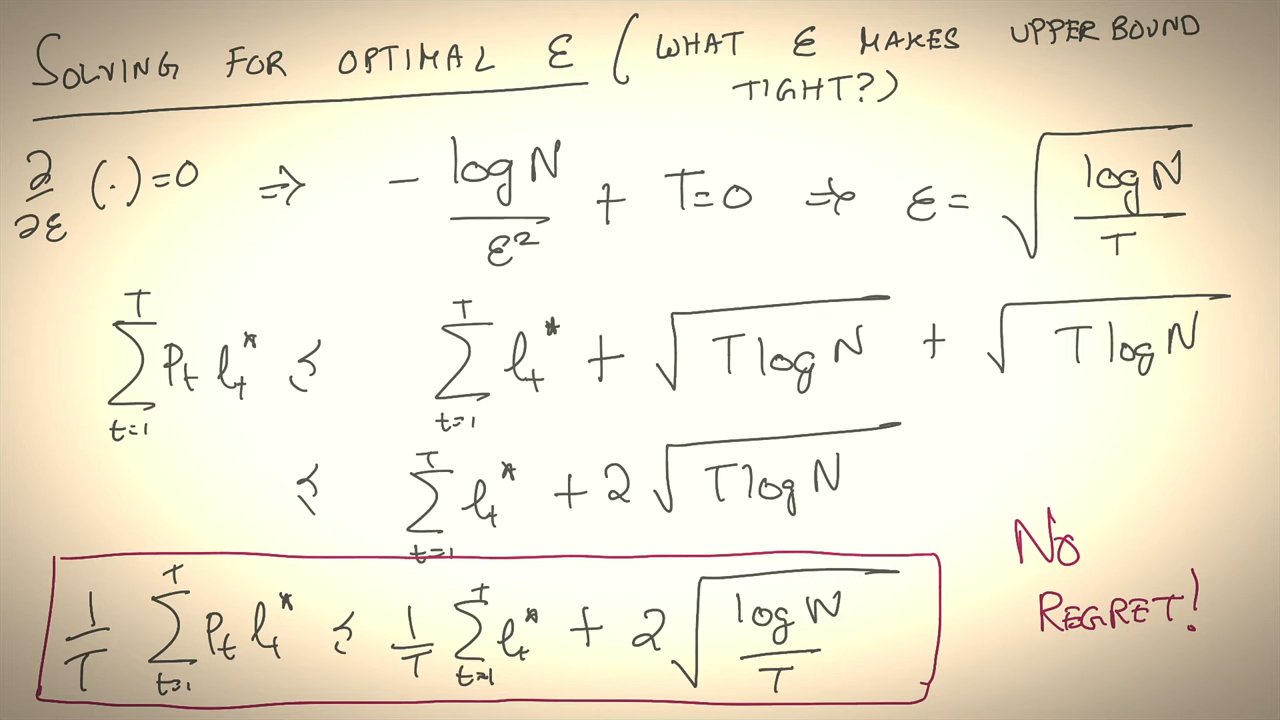 SOLVING FOR OPTIMAL ε (WHAT ε MAKES UPPER BOUND
TIGHT?)
∂/∂ε (·) = 0 ⇒ - log N / ε² + T = 0 ⇒ ε = √(log N / T)
∑_{t=1}^{T} P_t l_t^* ≤ ∑_{t=1}^{T} l_t^* + √(T log N) + √(T log N)
≤ ∑_{t=1}^{T} l_t^* + 2 √(T log N)
1/T ∑_{t=1}^{T} P_t l_t^* ≤ 1/T ∑_{t=1}^{T} l_t^* + 2 √(log N / T)
NO
REGRET!